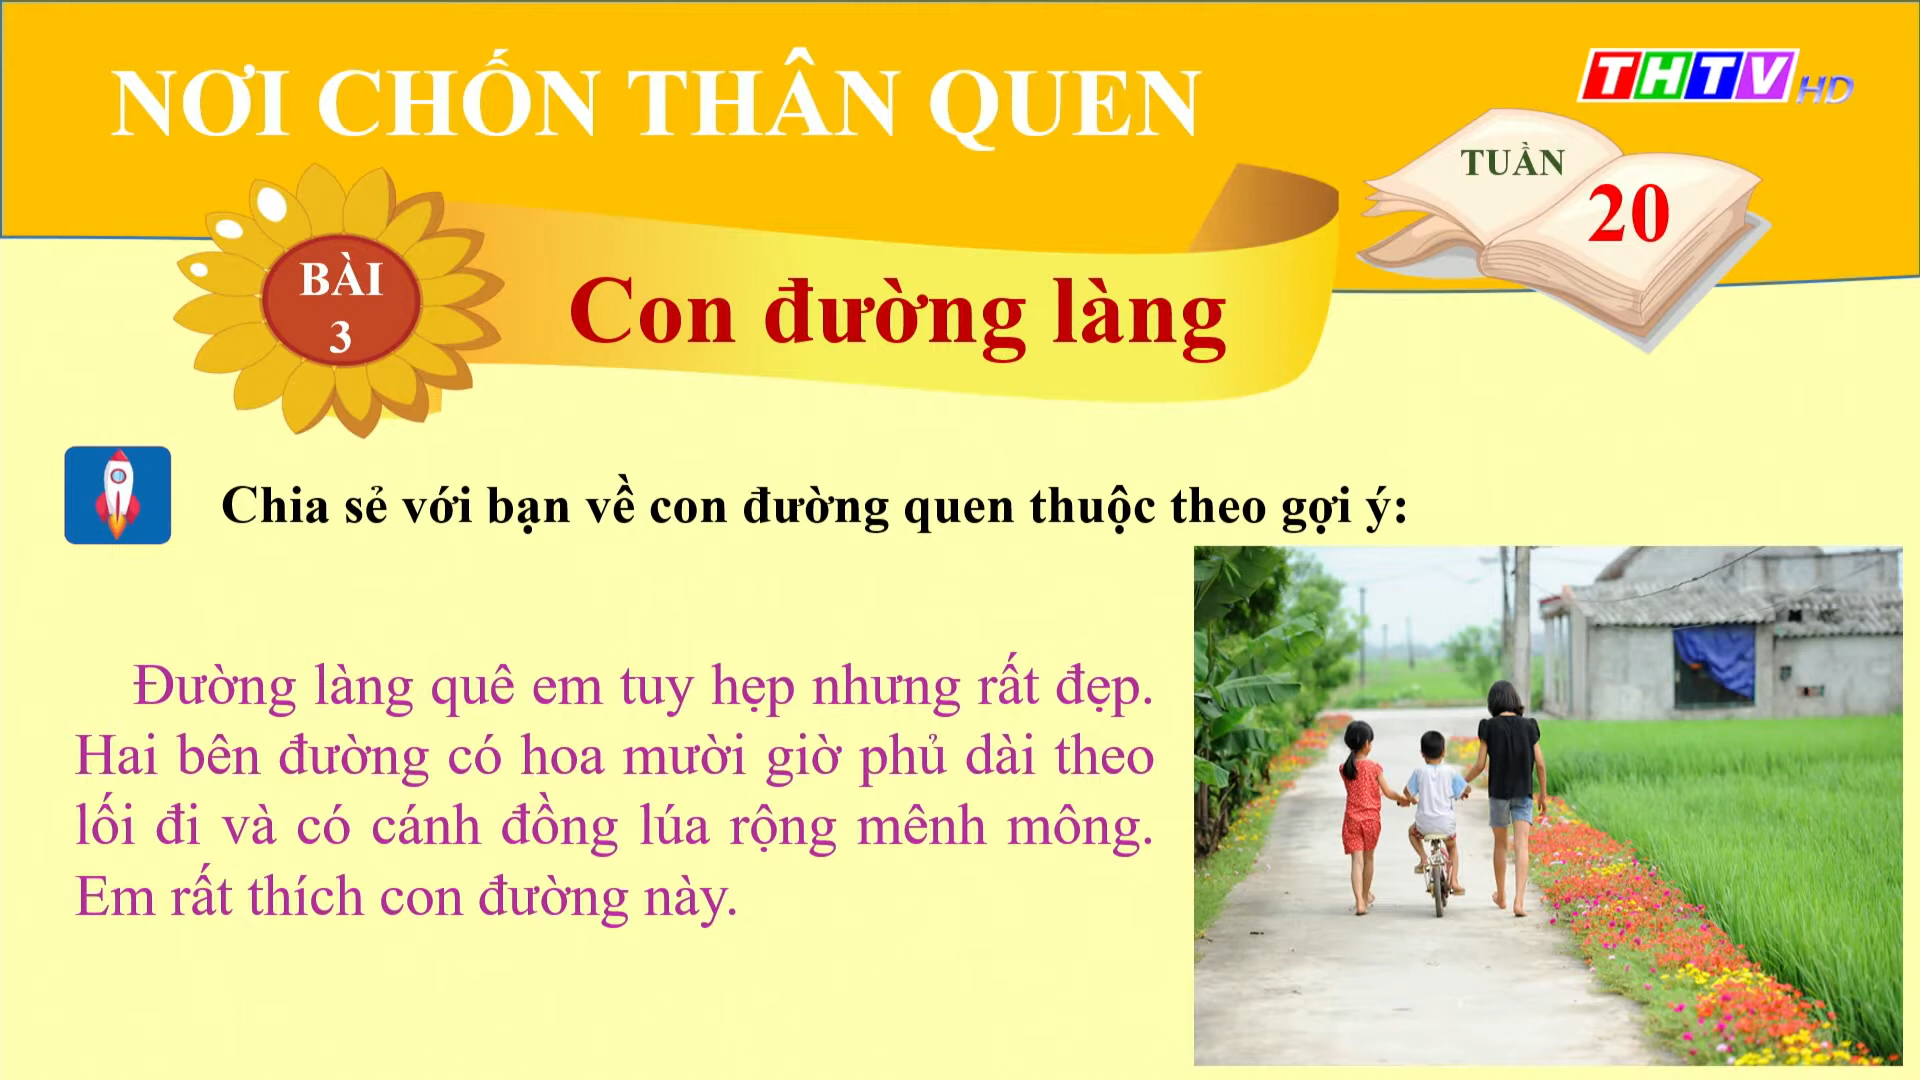 NƠI CHỐN THÂN QUEN
THTV HD
TUẦN
20
BÀI
3
Con đường làng
Chia sẻ với bạn về con đường quen thuộc theo gợi ý:
Đường làng quê em tuy hẹp nhưng rất đẹp.
Hai bên đường có hoa mười giờ phủ dài theo
lối đi và có cánh đồng lúa rộng mênh mông.
Em rất thích con đường này.